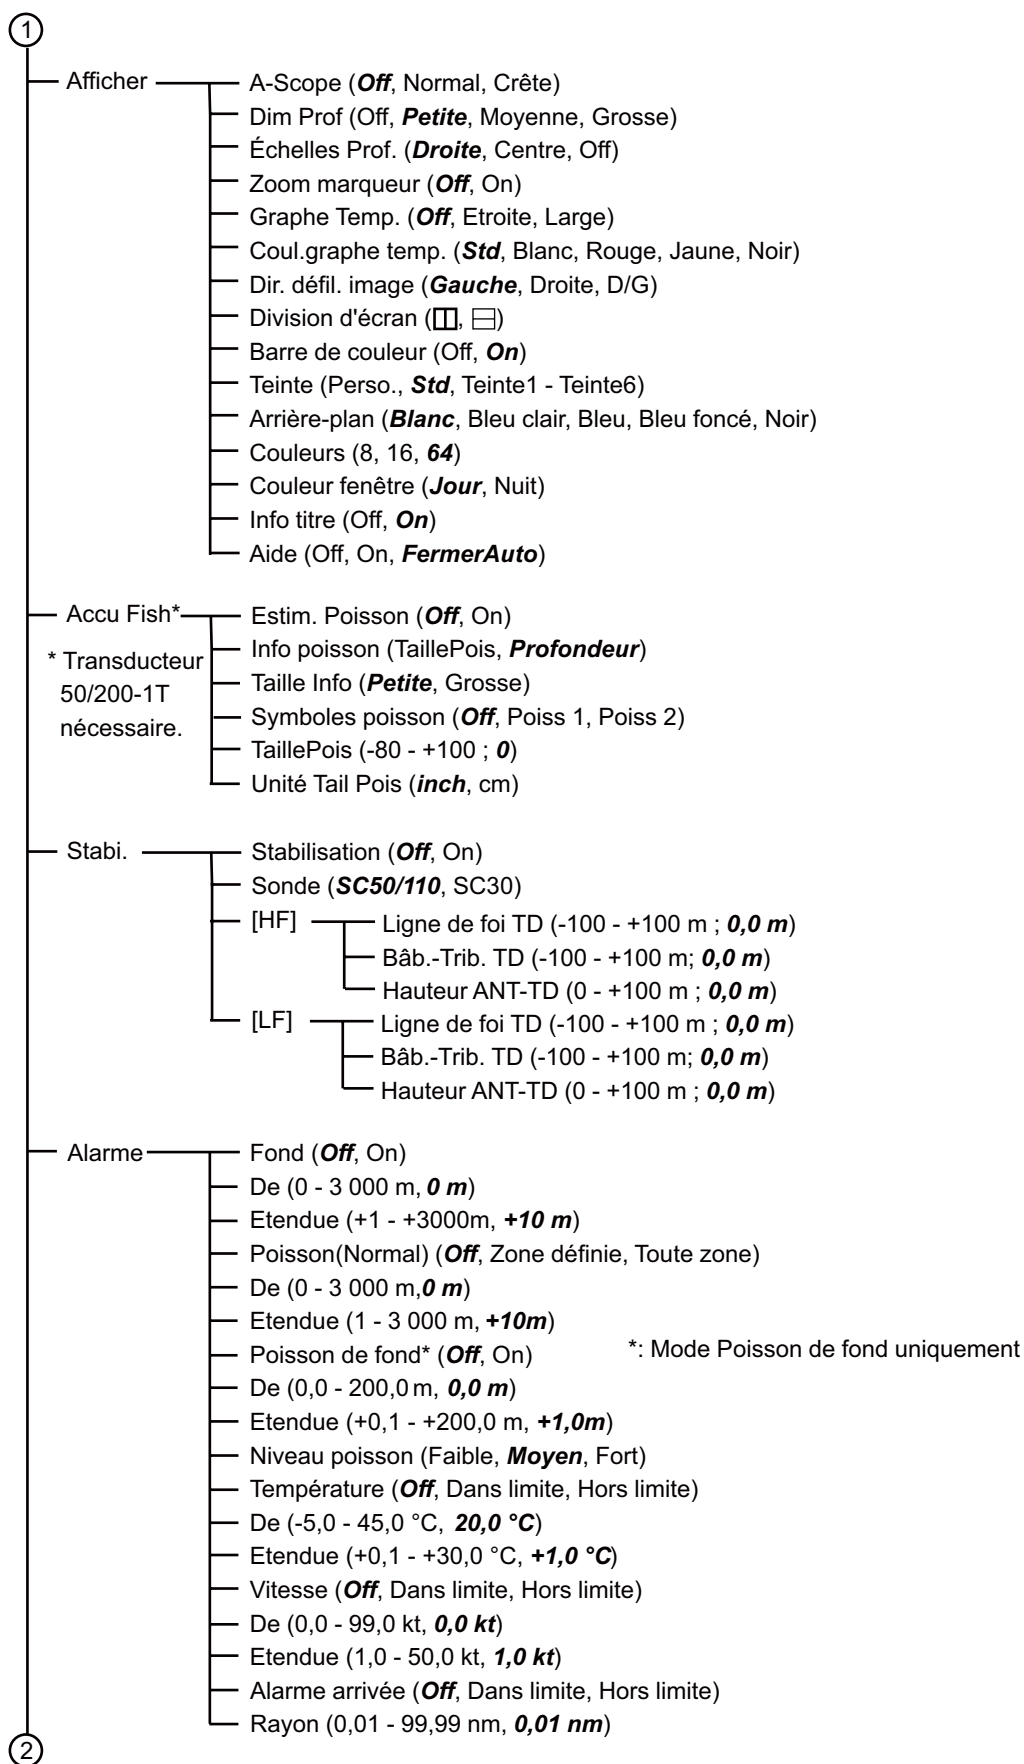 1
Afficher
A-Scope (Off, Normal, Crête)
Dim Prof (Off, Petite, Moyenne, Grosse)
Échelles Prof. (Droite, Centre, Off)
Zoom marqueur (Off, On)
Graphe Temp. (Off, Etroite, Large)
Coul.graphe temp. (Std, Blanc, Rouge, Jaune, Noir)
Dir. défil. image (Gauche, Droite, D/G)
Division d'écran ( , )
Barre de couleur (Off, On)
Teinte (Perso., Std, Teinte1 - Teinte6)
Arrière-plan (Blanc, Bleu clair, Bleu, Bleu foncé, Noir)
Couleurs (8, 16, 64)
Couleur fenêtre (Jour, Nuit)
Info titre (Off, On)
Aide (Off, On, FermerAuto)
Accu Fish*
* Transducteur
50/200-1T
nécessaire.
Estim. Poisson (Off, On)
Info poisson (TaillePois, Profondeur)
Taille Info (Petite, Grosse)
Symboles poisson (Off, Poiss 1, Poiss 2)
TaillePois (-80 - +100 ; 0)
Unité Tail Pois (inch, cm)
Stabi.
Stabilisation (Off, On)
Sonde (SC50/110, SC30)
[HF]
Ligne de foi TD (-100 - +100 m ; 0,0 m)
Bâb.-Trib. TD (-100 - +100 m; 0,0 m)
Hauteur ANT-TD (0 - +100 m ; 0,0 m)
[LF]
Ligne de foi TD (-100 - +100 m ; 0,0 m)
Bâb.-Trib. TD (-100 - +100 m; 0,0 m)
Hauteur ANT-TD (0 - +100 m ; 0,0 m)
Alarme
Fond (Off, On)
De (0 - 3 000 m, 0 m)
Etendue (+1 - +3000m, +10 m)
Poisson(Normal) (Off, Zone définie, Toute zone)
De (0 - 3 000 m,0 m)
Etendue (1 - 3 000 m, +10m)
Poisson de fond* (Off, On)
*: Mode Poisson de fond uniquement
De (0,0 - 200,0 m, 0,0 m)
Etendue (+0,1 - +200,0 m, +1,0m)
Niveau poisson (Faible, Moyen, Fort)
Température (Off, Dans limite, Hors limite)
De (-5,0 - 45,0 °C, 20,0 °C)
Etendue (+0,1 - +30,0 °C, +1,0 °C)
Vitesse (Off, Dans limite, Hors limite)
De (0,0 - 99,0 kt, 0,0 kt)
Etendue (1,0 - 50,0 kt, 1,0 kt)
Alarme arrivée (Off, Dans limite, Hors limite)
Rayon (0,01 - 99,99 nm, 0,01 nm)
2